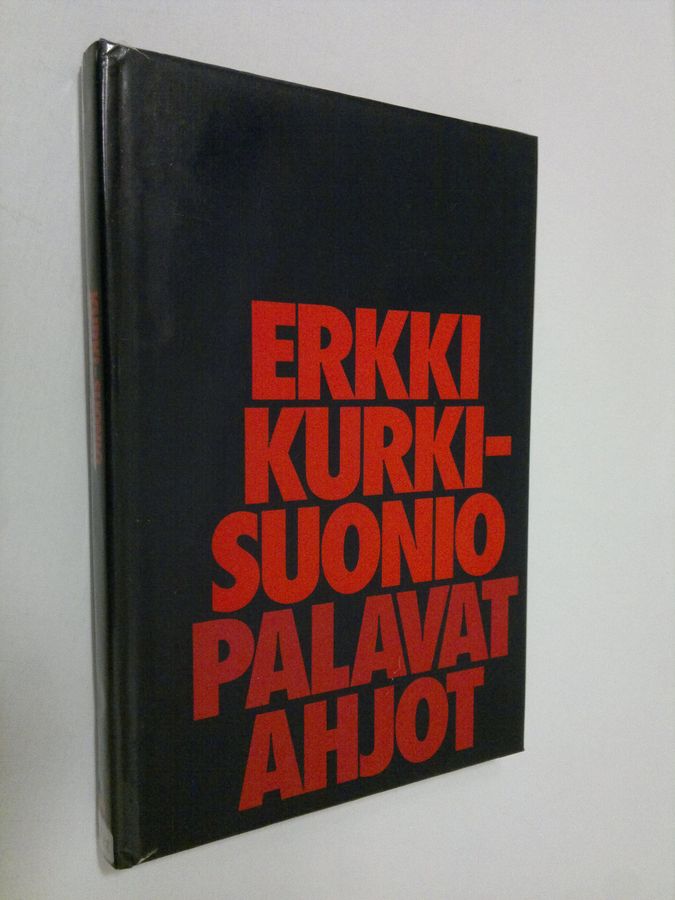 ERKKI
KURKI-
SUONIO
PALAVAT
AHJOT